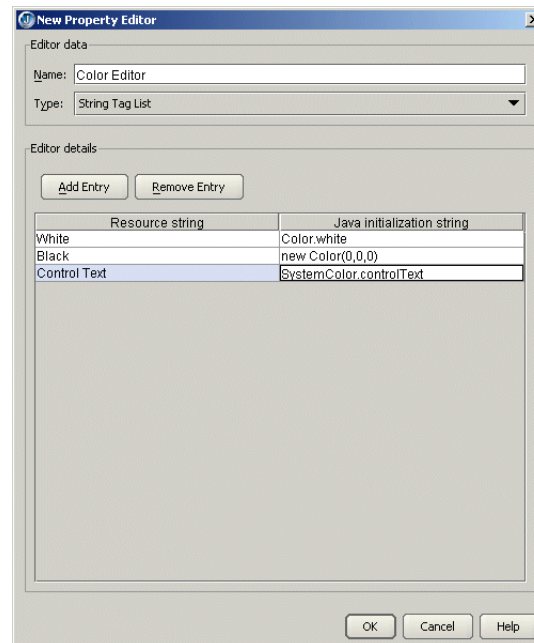 New Property Editor
Editor data
Name: Color Editor
Type: String Tag List
Editor details
Add Entry Remove Entry
Resource string Java initialization string
White Color.white
Black new Color(0,0,0)
Control Text SystemColor.controlText
OK Cancel Help